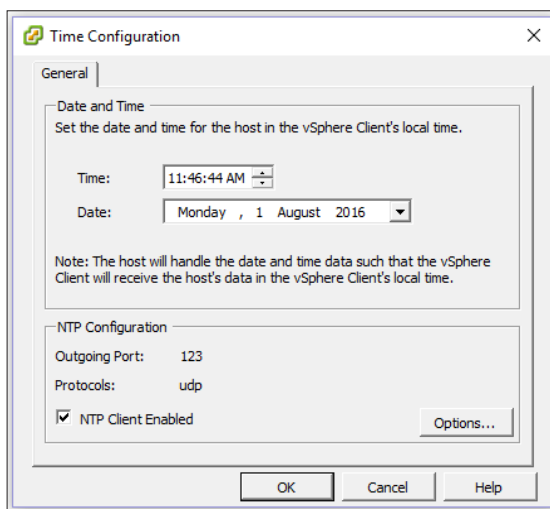 Time Configuration
General
Date and Time
Set the date and time for the host in the vSphere Client's local time.
Time: 11:46:44 AM
Date: Monday , 1 August 2016
Note: The host will handle the date and time data such that the vSphere
Client will receive the host's data in the vSphere Client's local time.
NTP Configuration
Outgoing Port: 123
Protocols: udp
NTP Client Enabled
Options...
OK Cancel Help